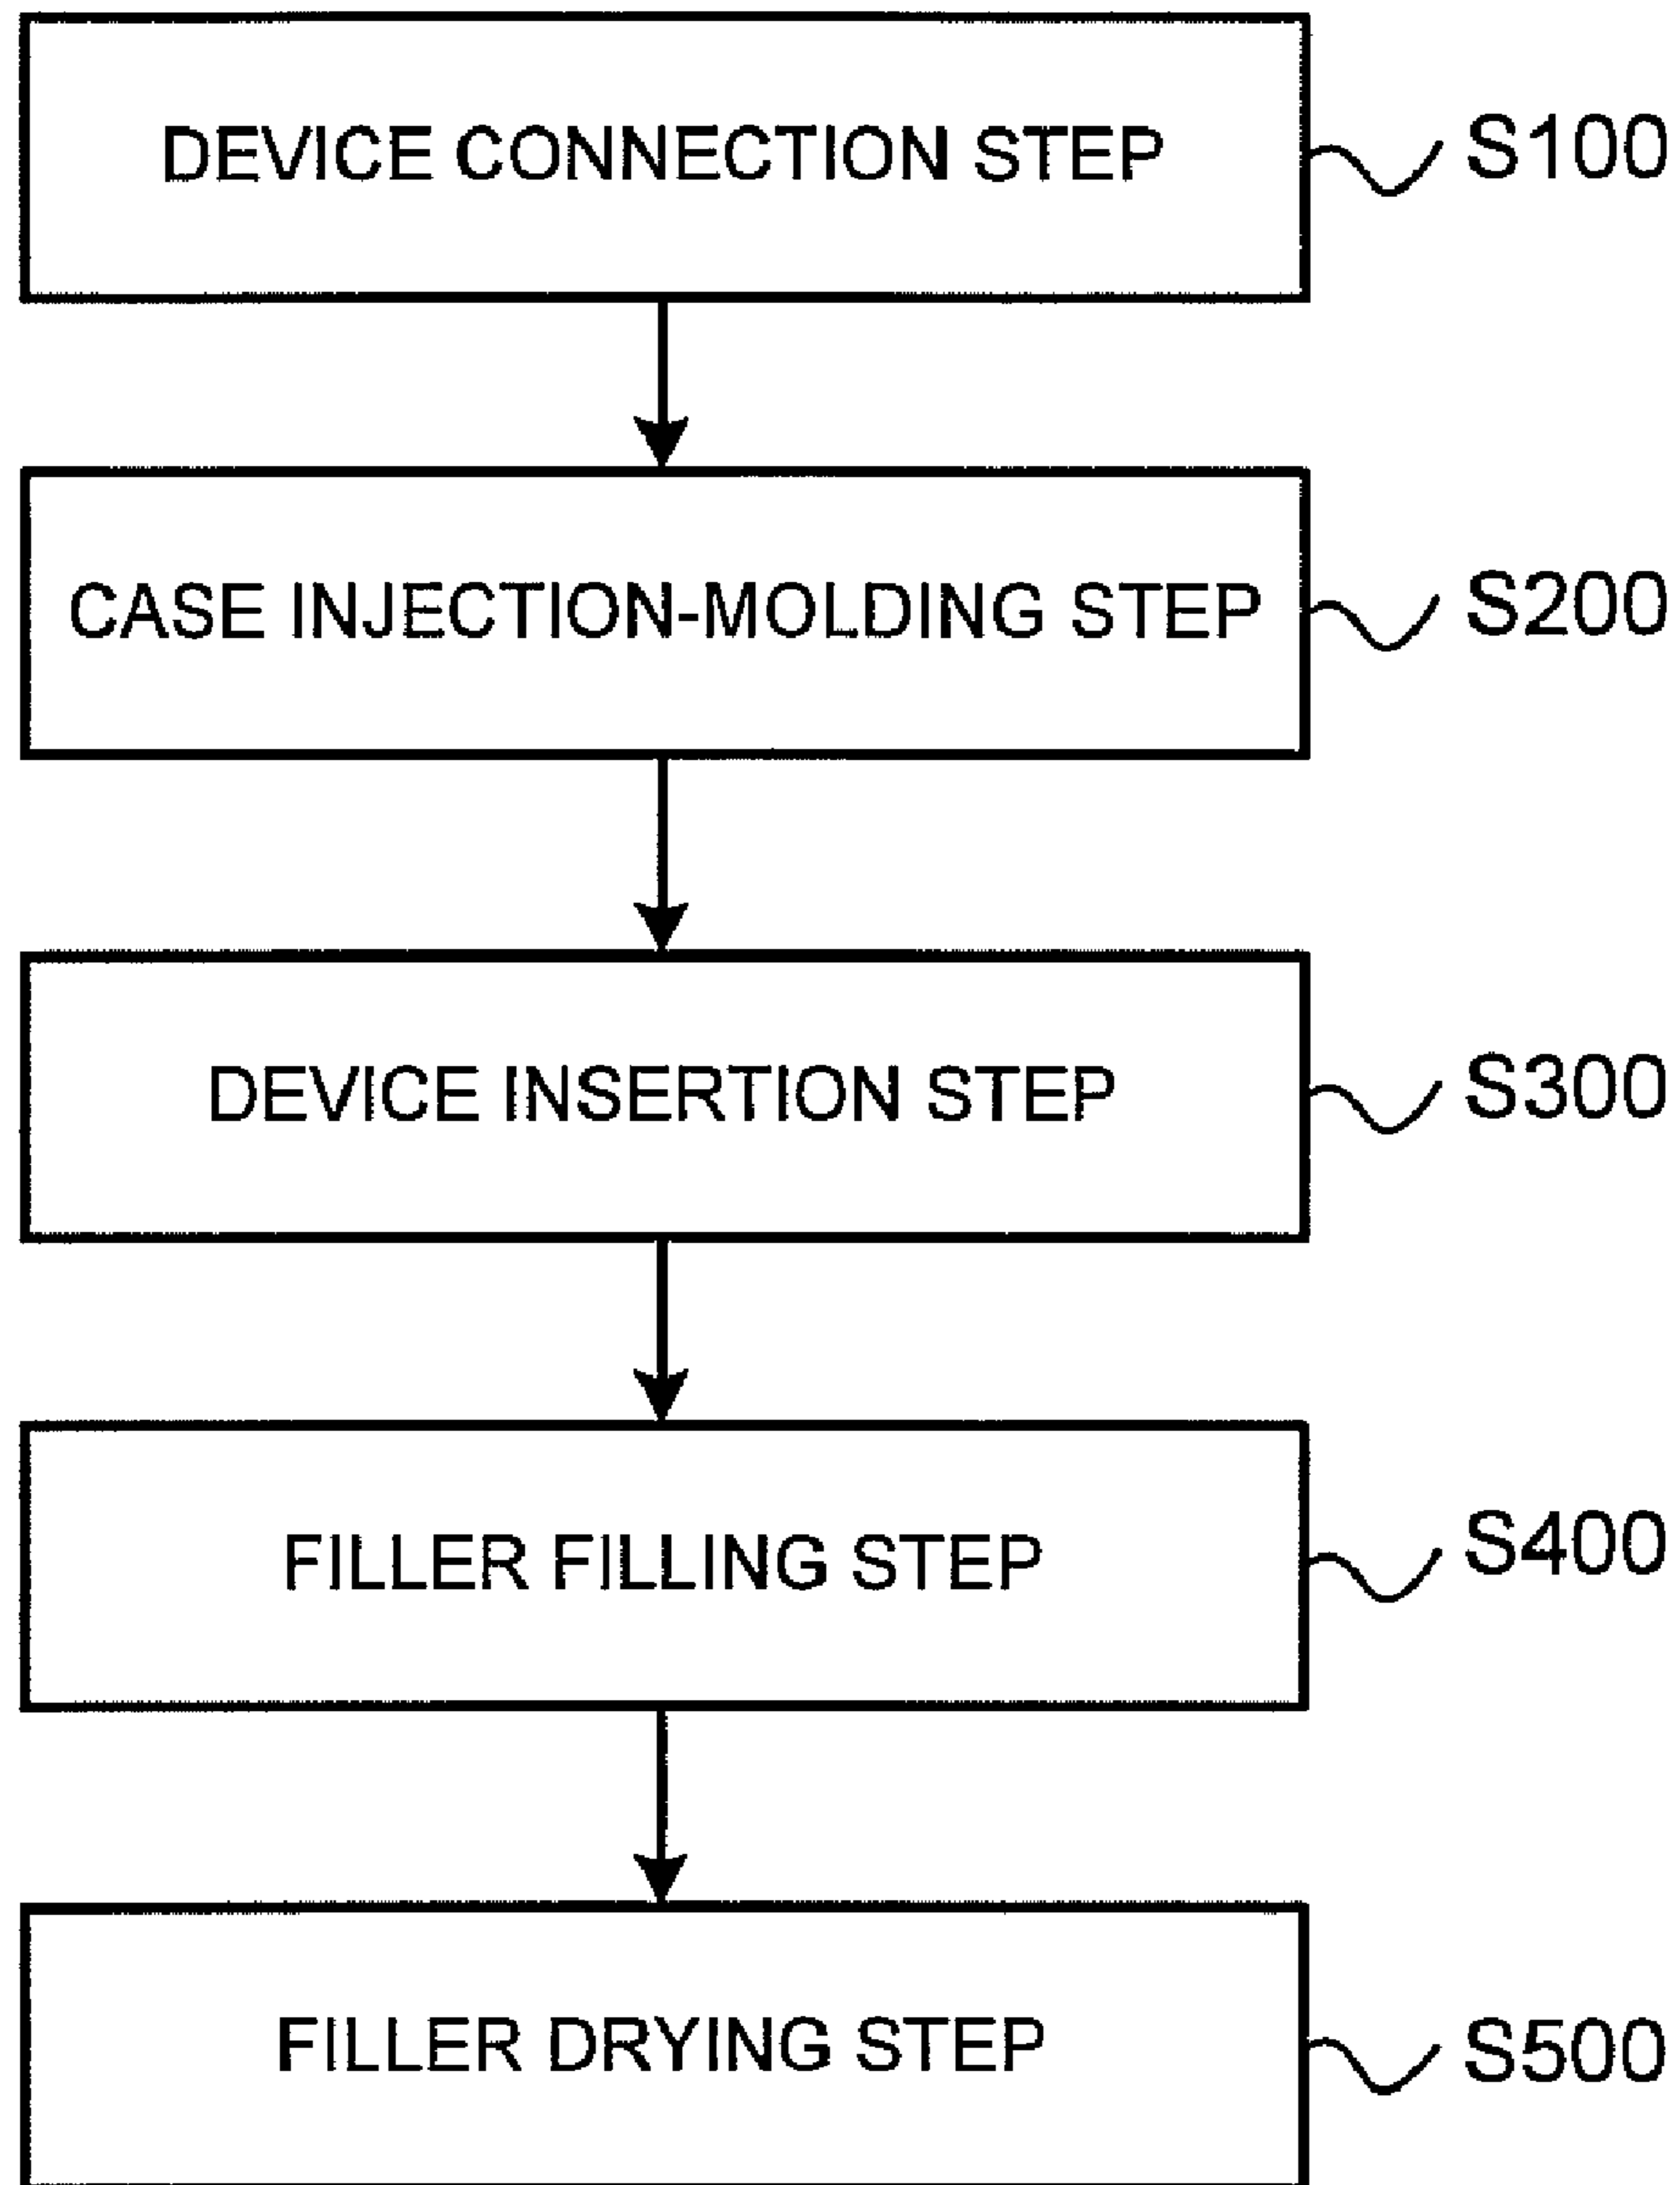 DEVICE CONNECTION STEP S100
CASE INJECTION-MOLDING STEP S200
DEVICE INSERTION STEP S300
FILLER FILLING STEP S400
FILLER DRYING STEP S500